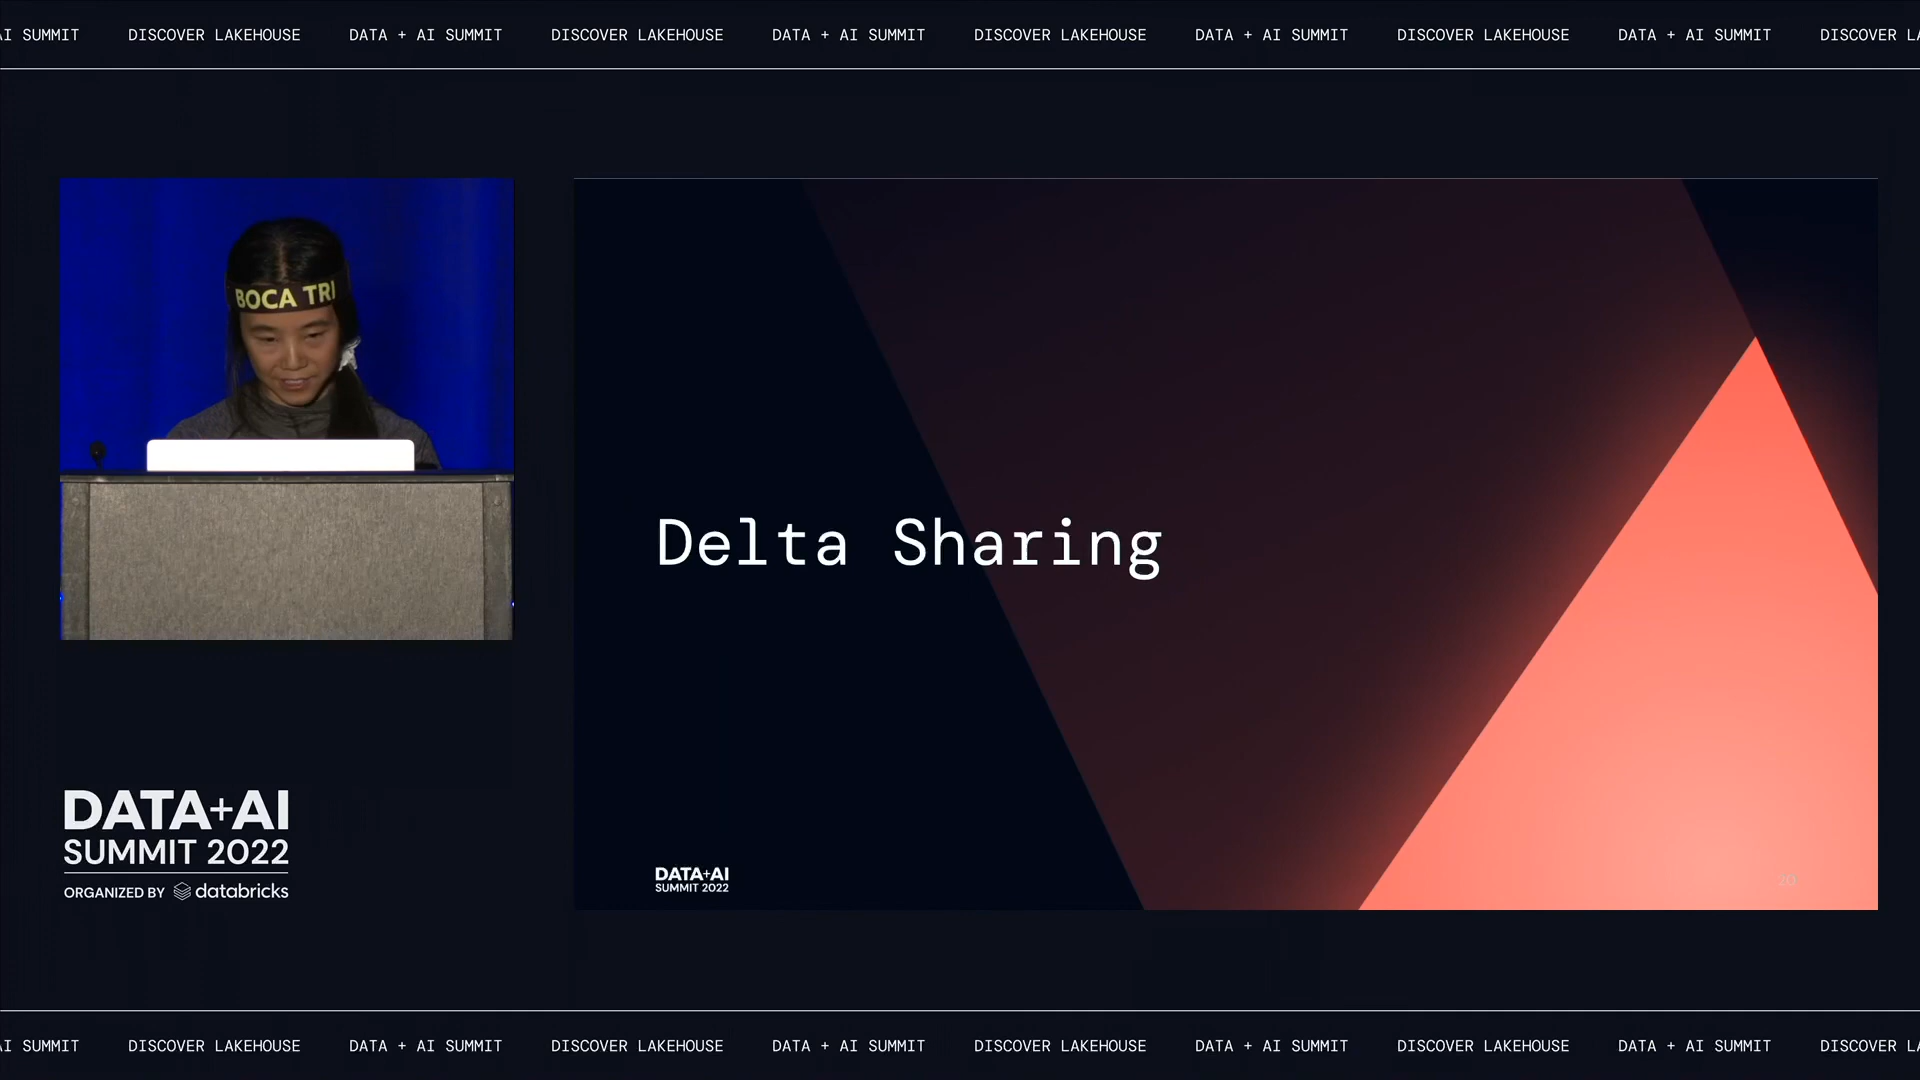 AI SUMMIT DISCOVER LAKEHOUSE DATA + AI SUMMIT DISCOVER LAKEHOUSE DATA + AI SUMMIT DISCOVER LAKEHOUSE DATA + AI SUMMIT DISCOVER LAKEHOUSE DATA + AI SUMMIT DISCOVER LA
BOCA TRI
Delta Sharing
DATA+AI
SUMMIT 2022
ORGANIZED BY databricks
DATA+AI
SUMMIT 2022
20
AI SUMMIT DISCOVER LAKEHOUSE DATA + AI SUMMIT DISCOVER LAKEHOUSE DATA + AI SUMMIT DISCOVER LAKEHOUSE DATA + AI SUMMIT DISCOVER LAKEHOUSE DATA + AI SUMMIT DISCOVER LA